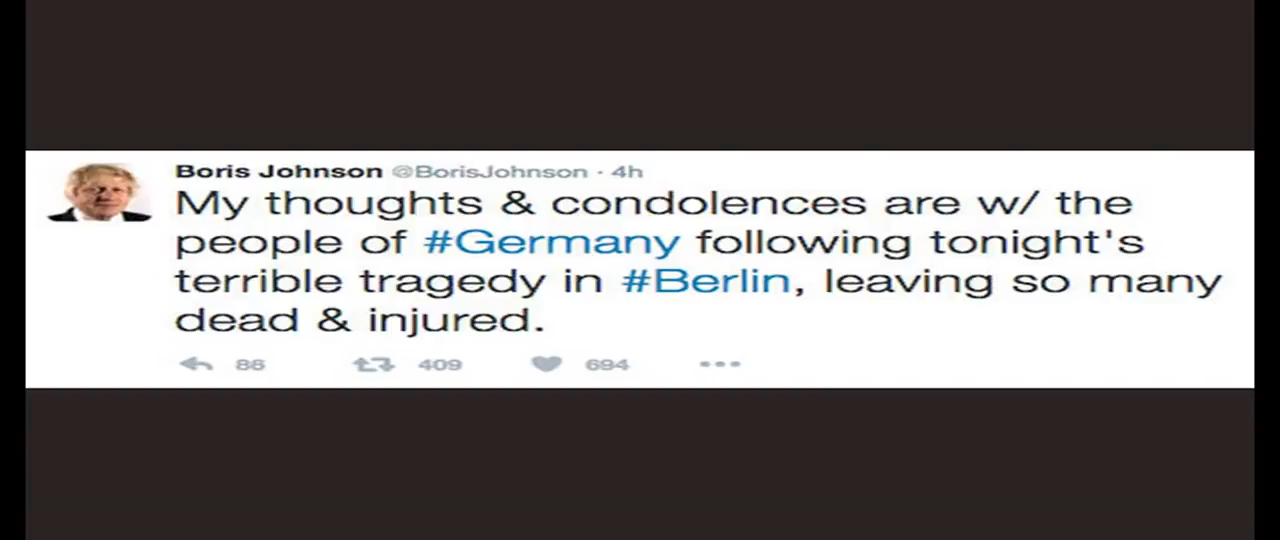 Boris Johnson @BorisJohnson · 4h
My thoughts & condolences are w/ the
people of #Germany following tonight's
terrible tragedy in #Berlin, leaving so many
dead & injured.
86 409 694 •••